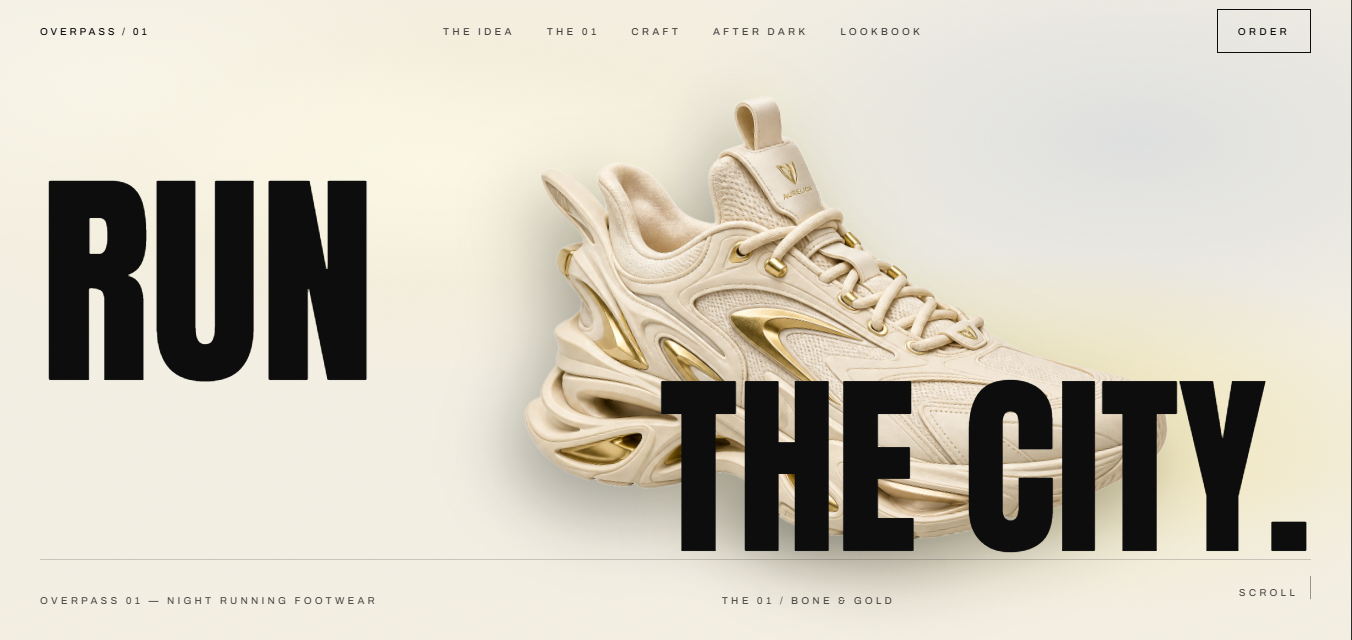 OVERPASS / 01
THE IDEA
THE 01
CRAFT
AFTER DARK
LOOKBOOK
ORDER
RUN
THE CITY.
OVERPASS 01 — NIGHT RUNNING FOOTWEAR
THE 01 / BONE & GOLD
SCROLL